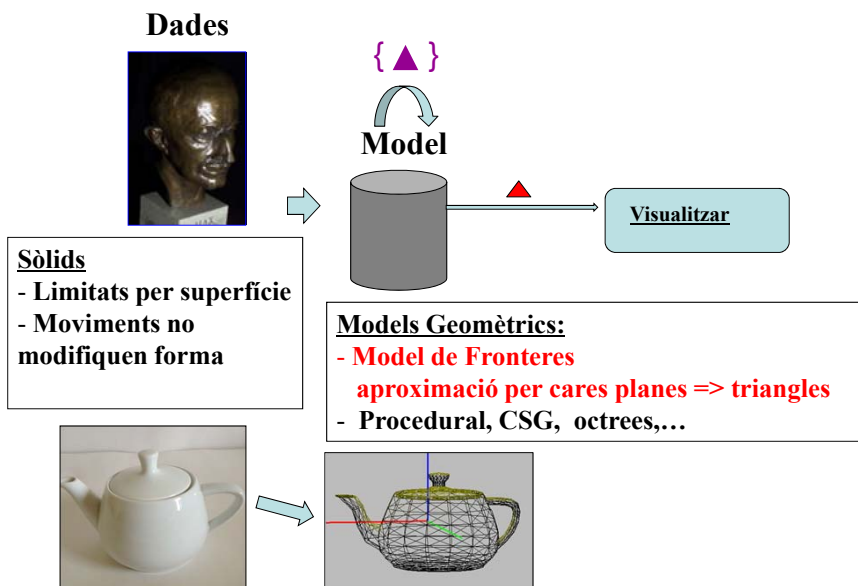 Dades
{ ▲ }
Model
Visualitzar
Sòlids
- Limitats per superfície
- Moviments no
modifiquen forma
Models Geomètrics:
- Model de Fronteres
aproximació per cares planes => triangles
- Procedural, CSG, octrees,…